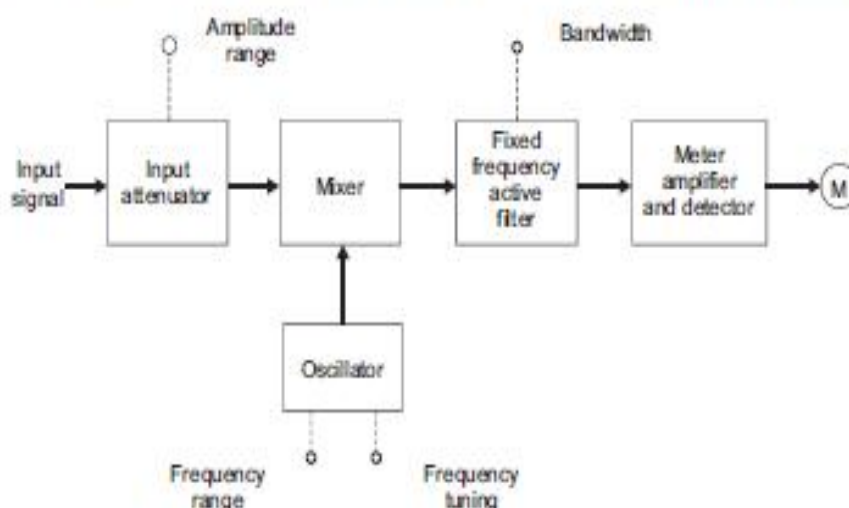 Amplitude
range
Bandwidth
Input
signal
Input
attenuator
Mixer
Fixed
frequency
active
filter
Meter
amplifier
and detector
M
Oscillator
Frequency
range
Frequency
tuning